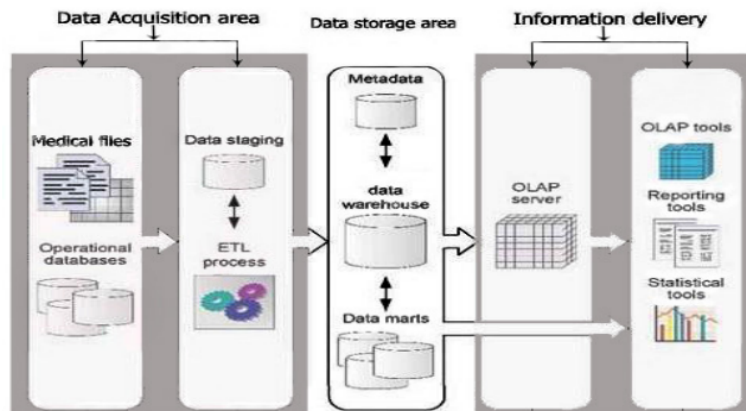 Data Acquisition area
Data storage area
Information delivery
Medical files
Operational
databases
Data staging
ETL
process
Metadata
data
warehouse
Data marts
OLAP
server
OLAP tools
Reporting
tools
Statistical
tools